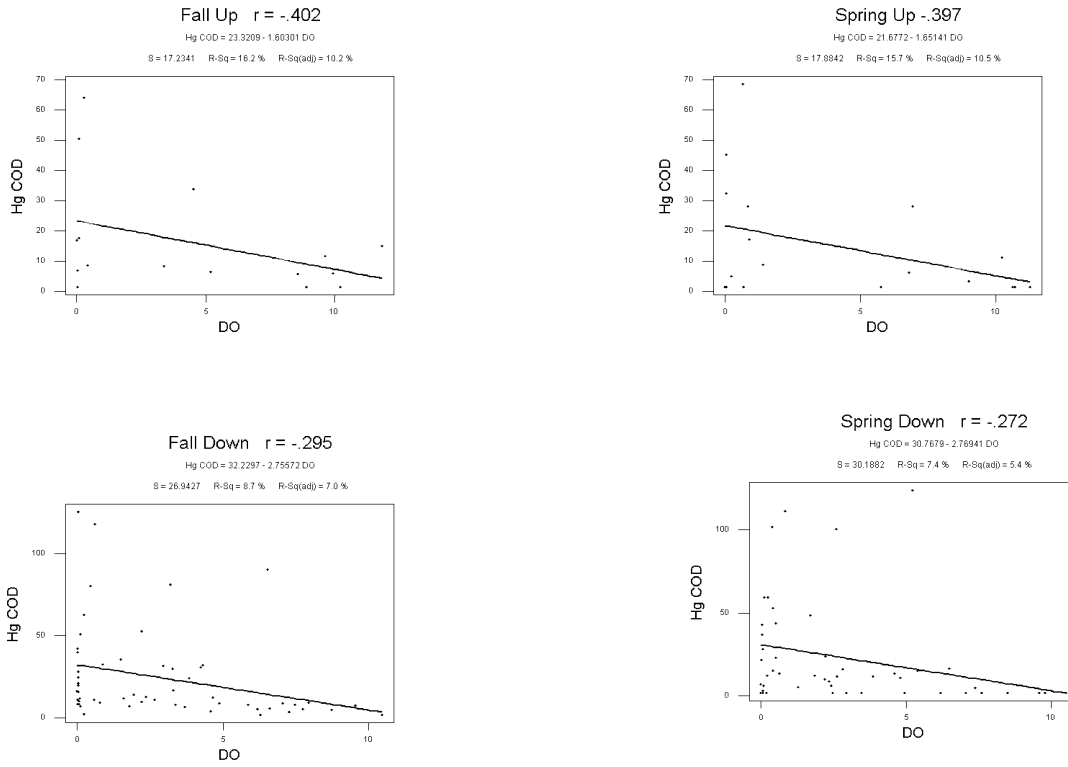 Fall Up r = -.402
Hg COD = 23.3209 - 1.60301 DO
S = 17.2341 R-Sq = 16.2 % R-Sq(adj) = 10.2 %
70
60
50
40
30
20
10
0
Hg COD
0 5 10
DO
Spring Up -.397
Hg COD = 21.6772 - 1.65141 DO
S = 17.8842 R-Sq = 15.7 % R-Sq(adj) = 10.5 %
70
60
50
40
30
20
10
0
Hg COD
0 5 10
DO
Fall Down r = -.295
Hg COD = 32.2297 - 2.75572 DO
S = 26.9427 R-Sq = 8.7 % R-Sq(adj) = 7.0 %
100
50
0
Hg COD
0 5 10
DO
Spring Down r = -.272
Hg COD = 30.7679 - 2.76941 DO
S = 30.1882 R-Sq = 7.4 % R-Sq(adj) = 5.4 %
100
50
0
Hg COD
0 5 10
DO